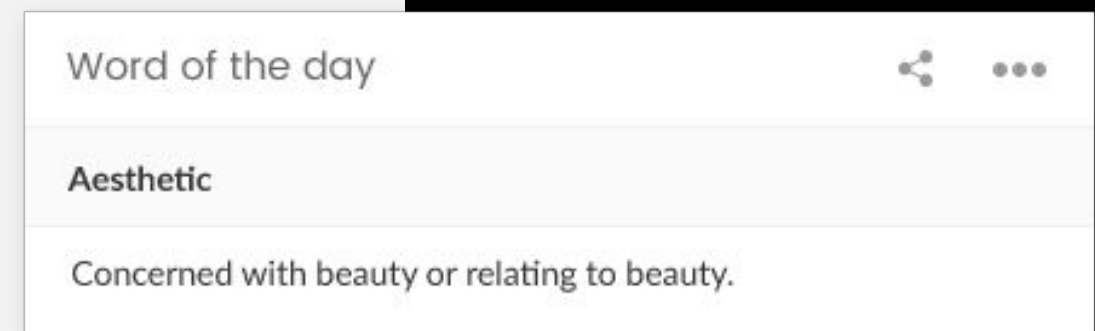 Word of the day
Aesthetic
Concerned with beauty or relating to beauty.